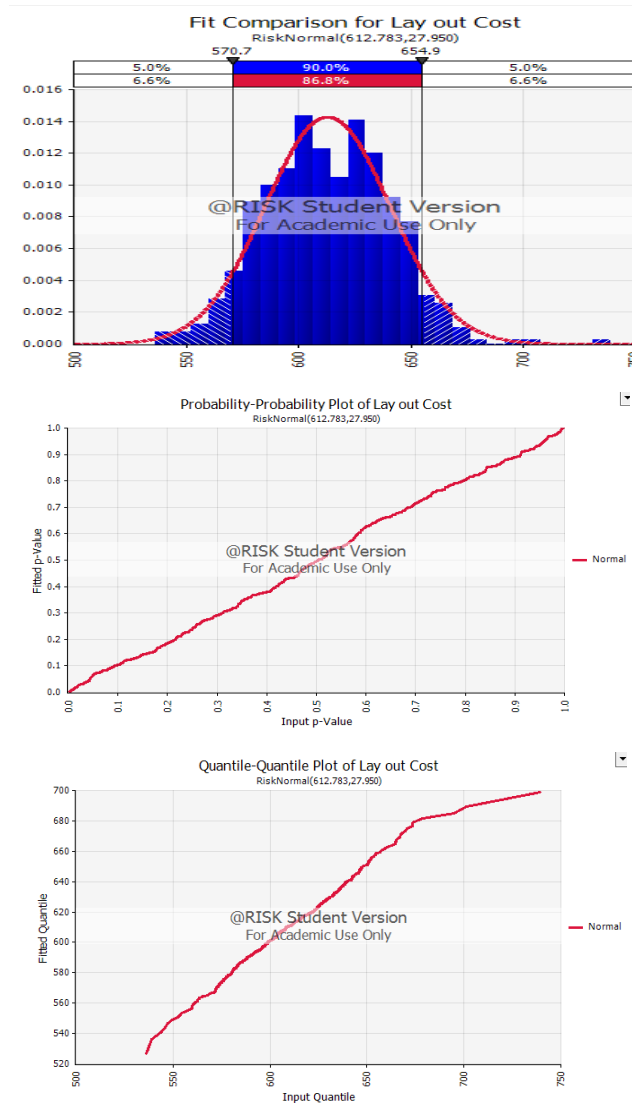 Fit Comparison for Lay out Cost
RiskNormal(612.783,27.950)
570.7 654.9
5.0% 90.0% 5.0%
6.6% 86.8% 6.6%
0.016
0.014
0.012
0.010
0.008
0.006
0.004
0.002
0.000
@RISK Student Version
For Academic Use Only
500 550 600 650 700 750
Probability-Probability Plot of Lay out Cost
RiskNormal(612.783,27.950)
1.0
0.9
0.8
0.7
0.6
0.5
0.4
0.3
0.2
0.1
0.0
Fitted p-Value
@RISK Student Version
For Academic Use Only
Normal
0.0 0.1 0.2 0.3 0.4 0.5 0.6 0.7 0.8 0.9 1.0
Input p-Value
Quantile-Quantile Plot of Lay out Cost
RiskNormal(612.783,27.950)
700
680
660
640
620
600
580
560
540
520
Fitted Quantile
@RISK Student Version
For Academic Use Only
Normal
500 550 600 650 700 750
Input Quantile